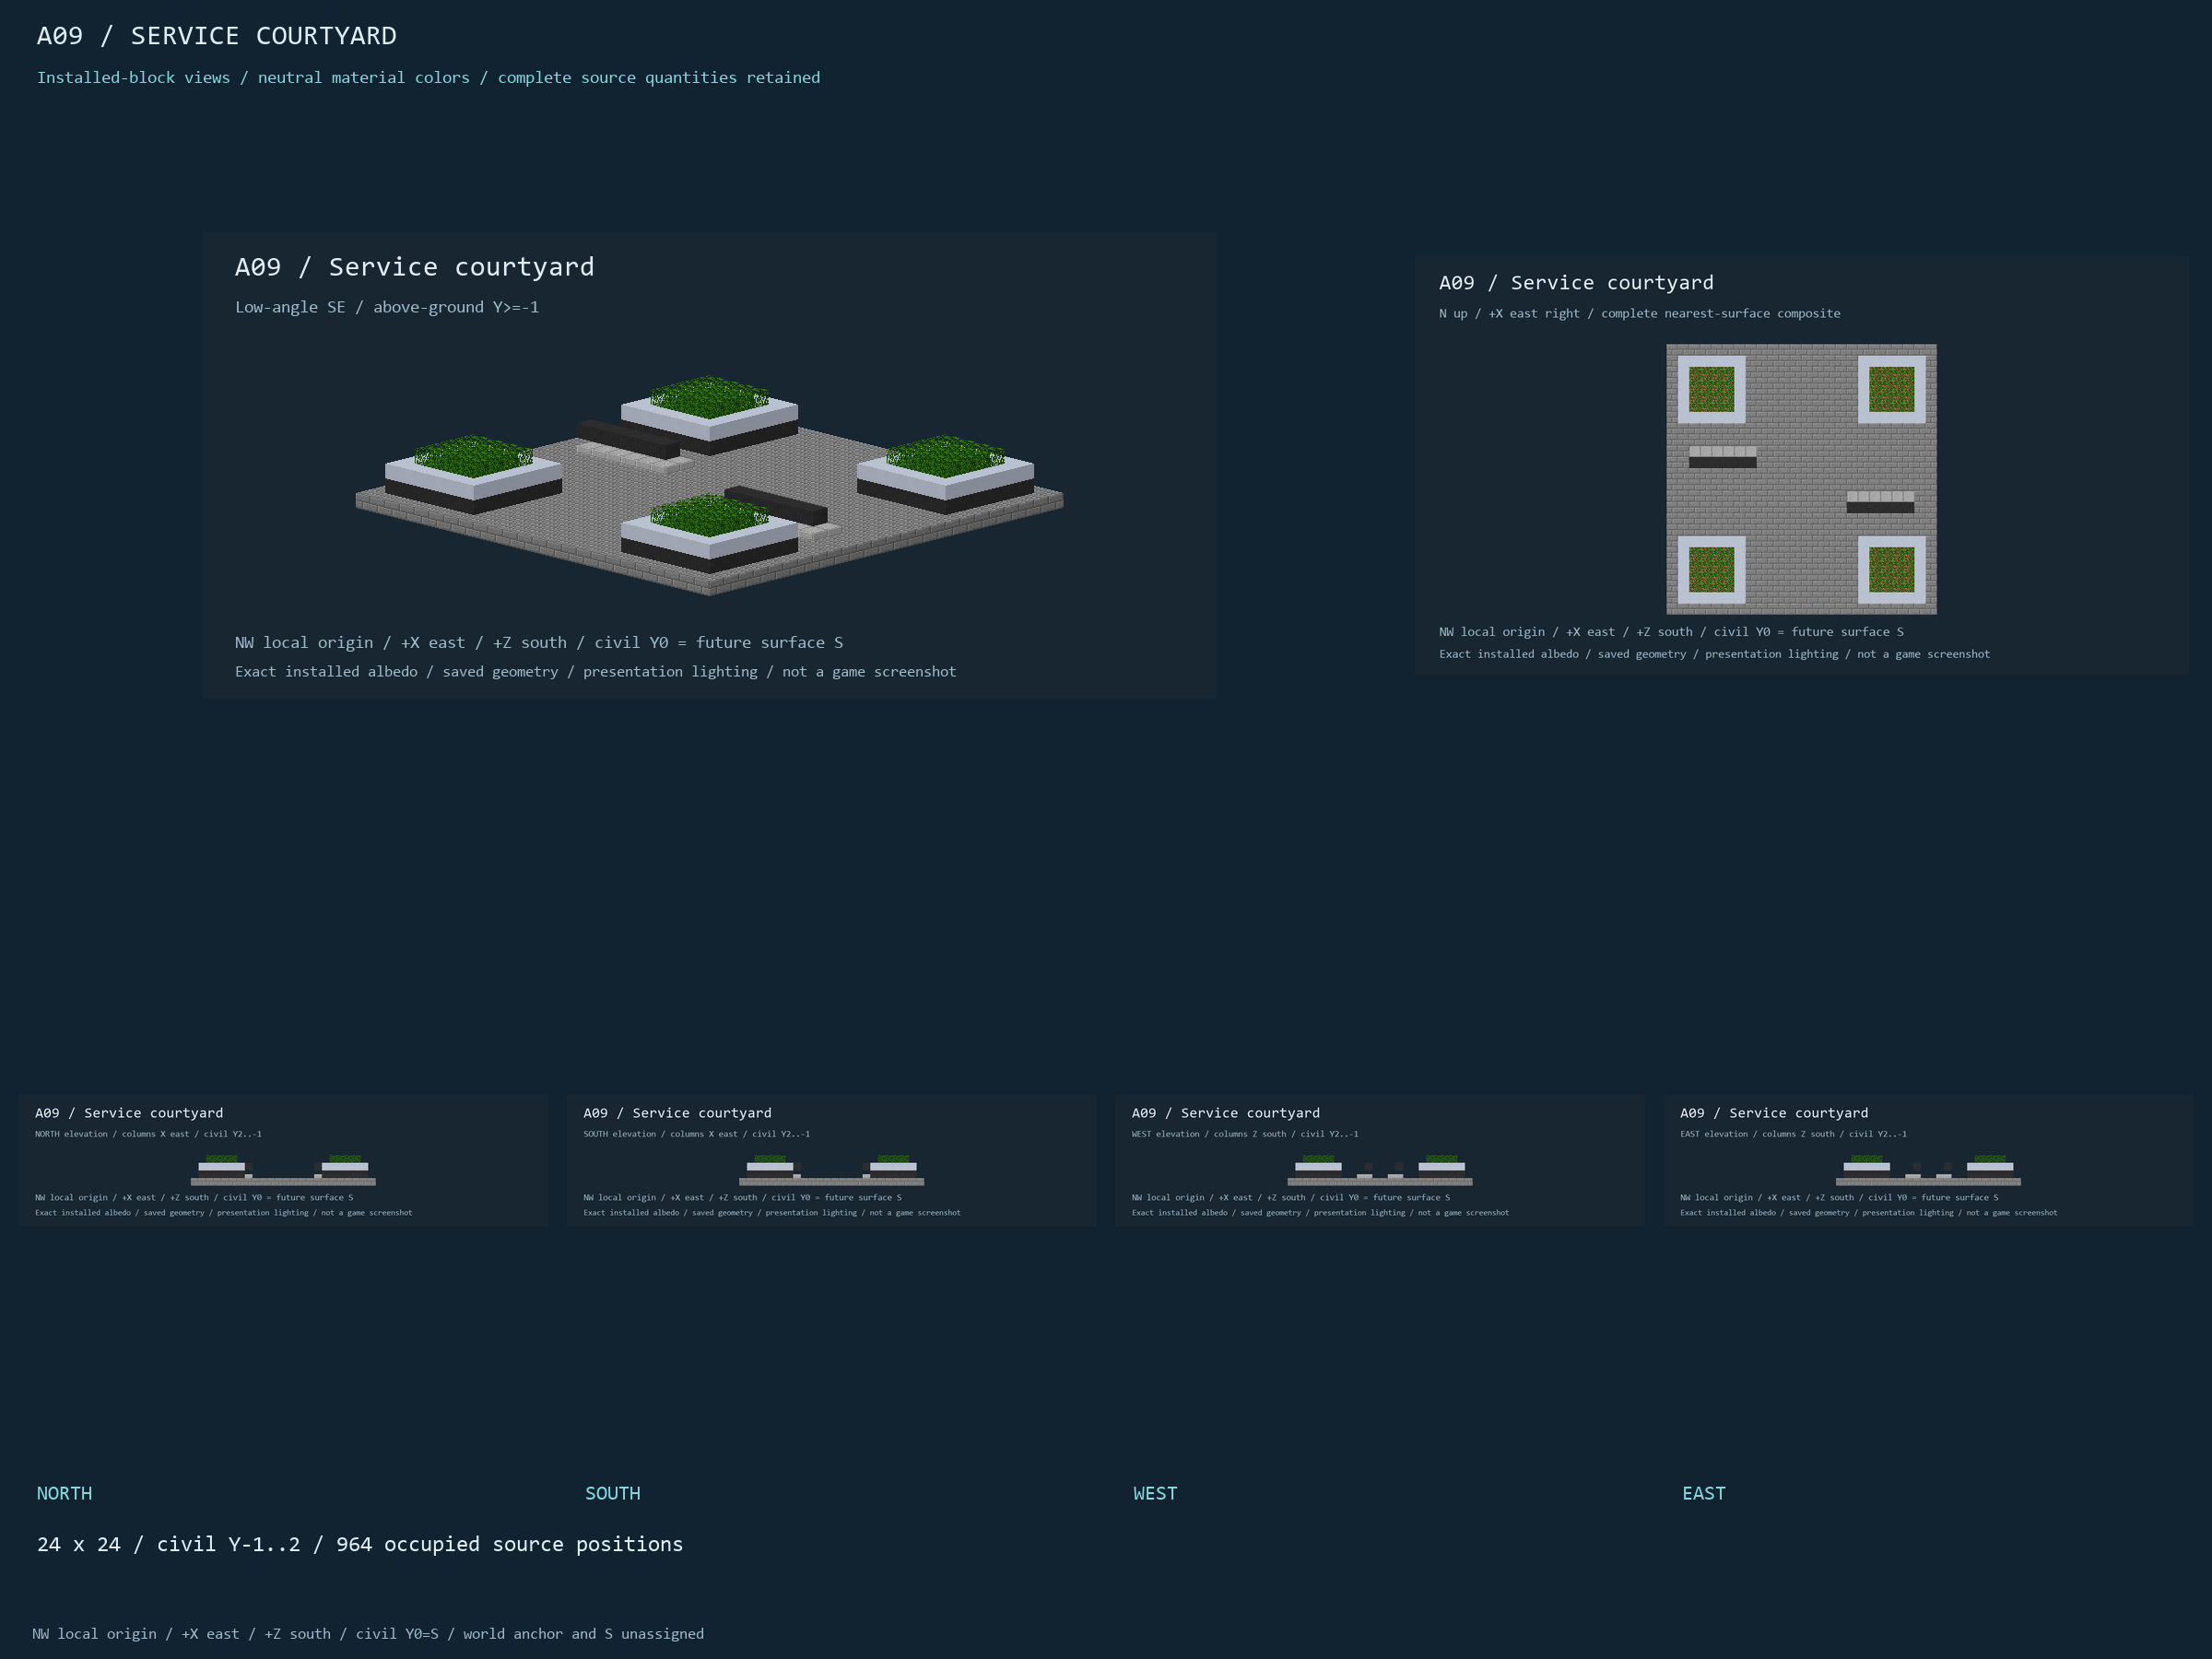 A09 / SERVICE COURTYARD
Installed-block views / neutral material colors / complete source quantities retained
A09 / Service courtyard
Low-angle SE / above-ground Y>=-1
NW local origin / +X east / +Z south / civil Y0 = future surface S
Exact installed albedo / saved geometry / presentation lighting / not a game screenshot
A09 / Service courtyard
N up / +X east right / complete nearest-surface composite
NW local origin / +X east / +Z south / civil Y0 = future surface S
Exact installed albedo / saved geometry / presentation lighting / not a game screenshot
A09 / Service courtyard
NORTH elevation / columns X east / civil Y2..-1
NW local origin / +X east / +Z south / civil Y0 = future surface S
Exact installed albedo / saved geometry / presentation lighting / not a game screenshot
A09 / Service courtyard
SOUTH elevation / columns X east / civil Y2..-1
NW local origin / +X east / +Z south / civil Y0 = future surface S
Exact installed albedo / saved geometry / presentation lighting / not a game screenshot
A09 / Service courtyard
WEST elevation / columns Z south / civil Y2..-1
NW local origin / +X east / +Z south / civil Y0 = future surface S
Exact installed albedo / saved geometry / presentation lighting / not a game screenshot
A09 / Service courtyard
EAST elevation / columns Z south / civil Y2..-1
NW local origin / +X east / +Z south / civil Y0 = future surface S
Exact installed albedo / saved geometry / presentation lighting / not a game screenshot
NORTH
SOUTH
WEST
EAST
24 x 24 / civil Y-1..2 / 964 occupied source positions
NW local origin / +X east / +Z south / civil Y0=S / world anchor and S unassigned